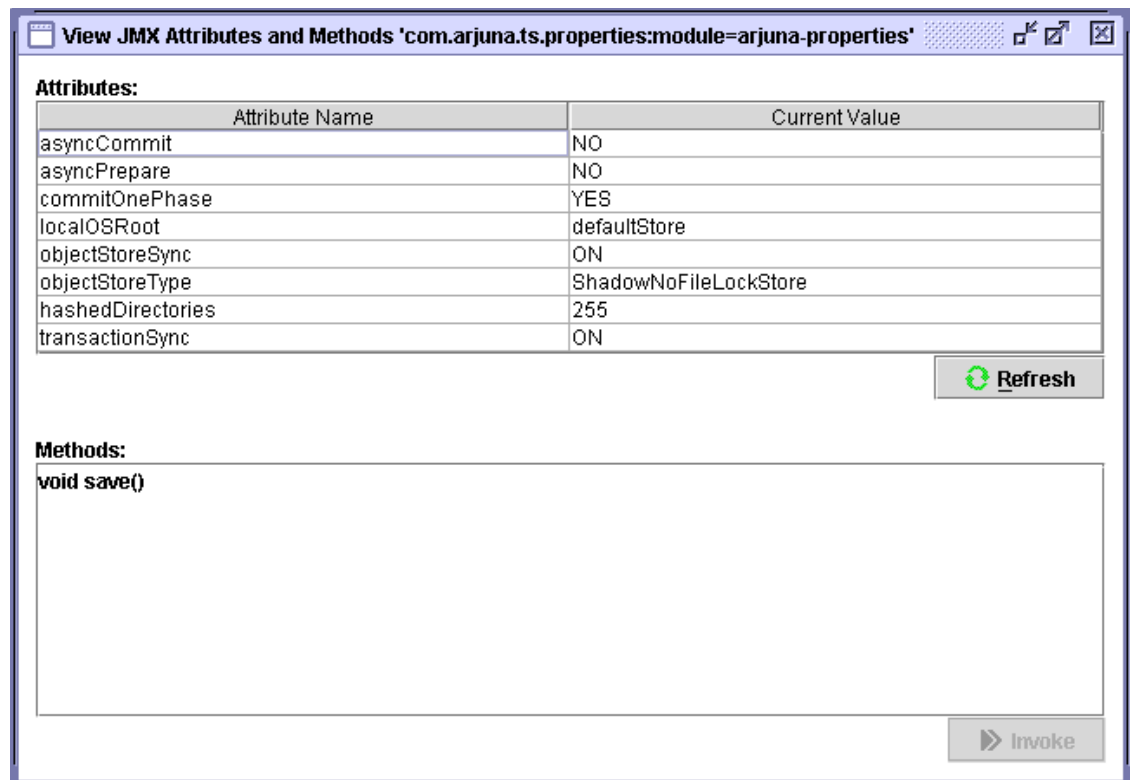 View JMX Attributes and Methods 'com.arjuna.ts.properties:module=arjuna-properties'
Attributes:
Attribute Name Current Value
asyncCommit NO
asyncPrepare NO
commitOnePhase YES
localOSRoot defaultStore
objectStoreSync ON
objectStoreType ShadowNoFileLockStore
hashedDirectories 255
transactionSync ON
Refresh
Methods:
void save()
Invoke